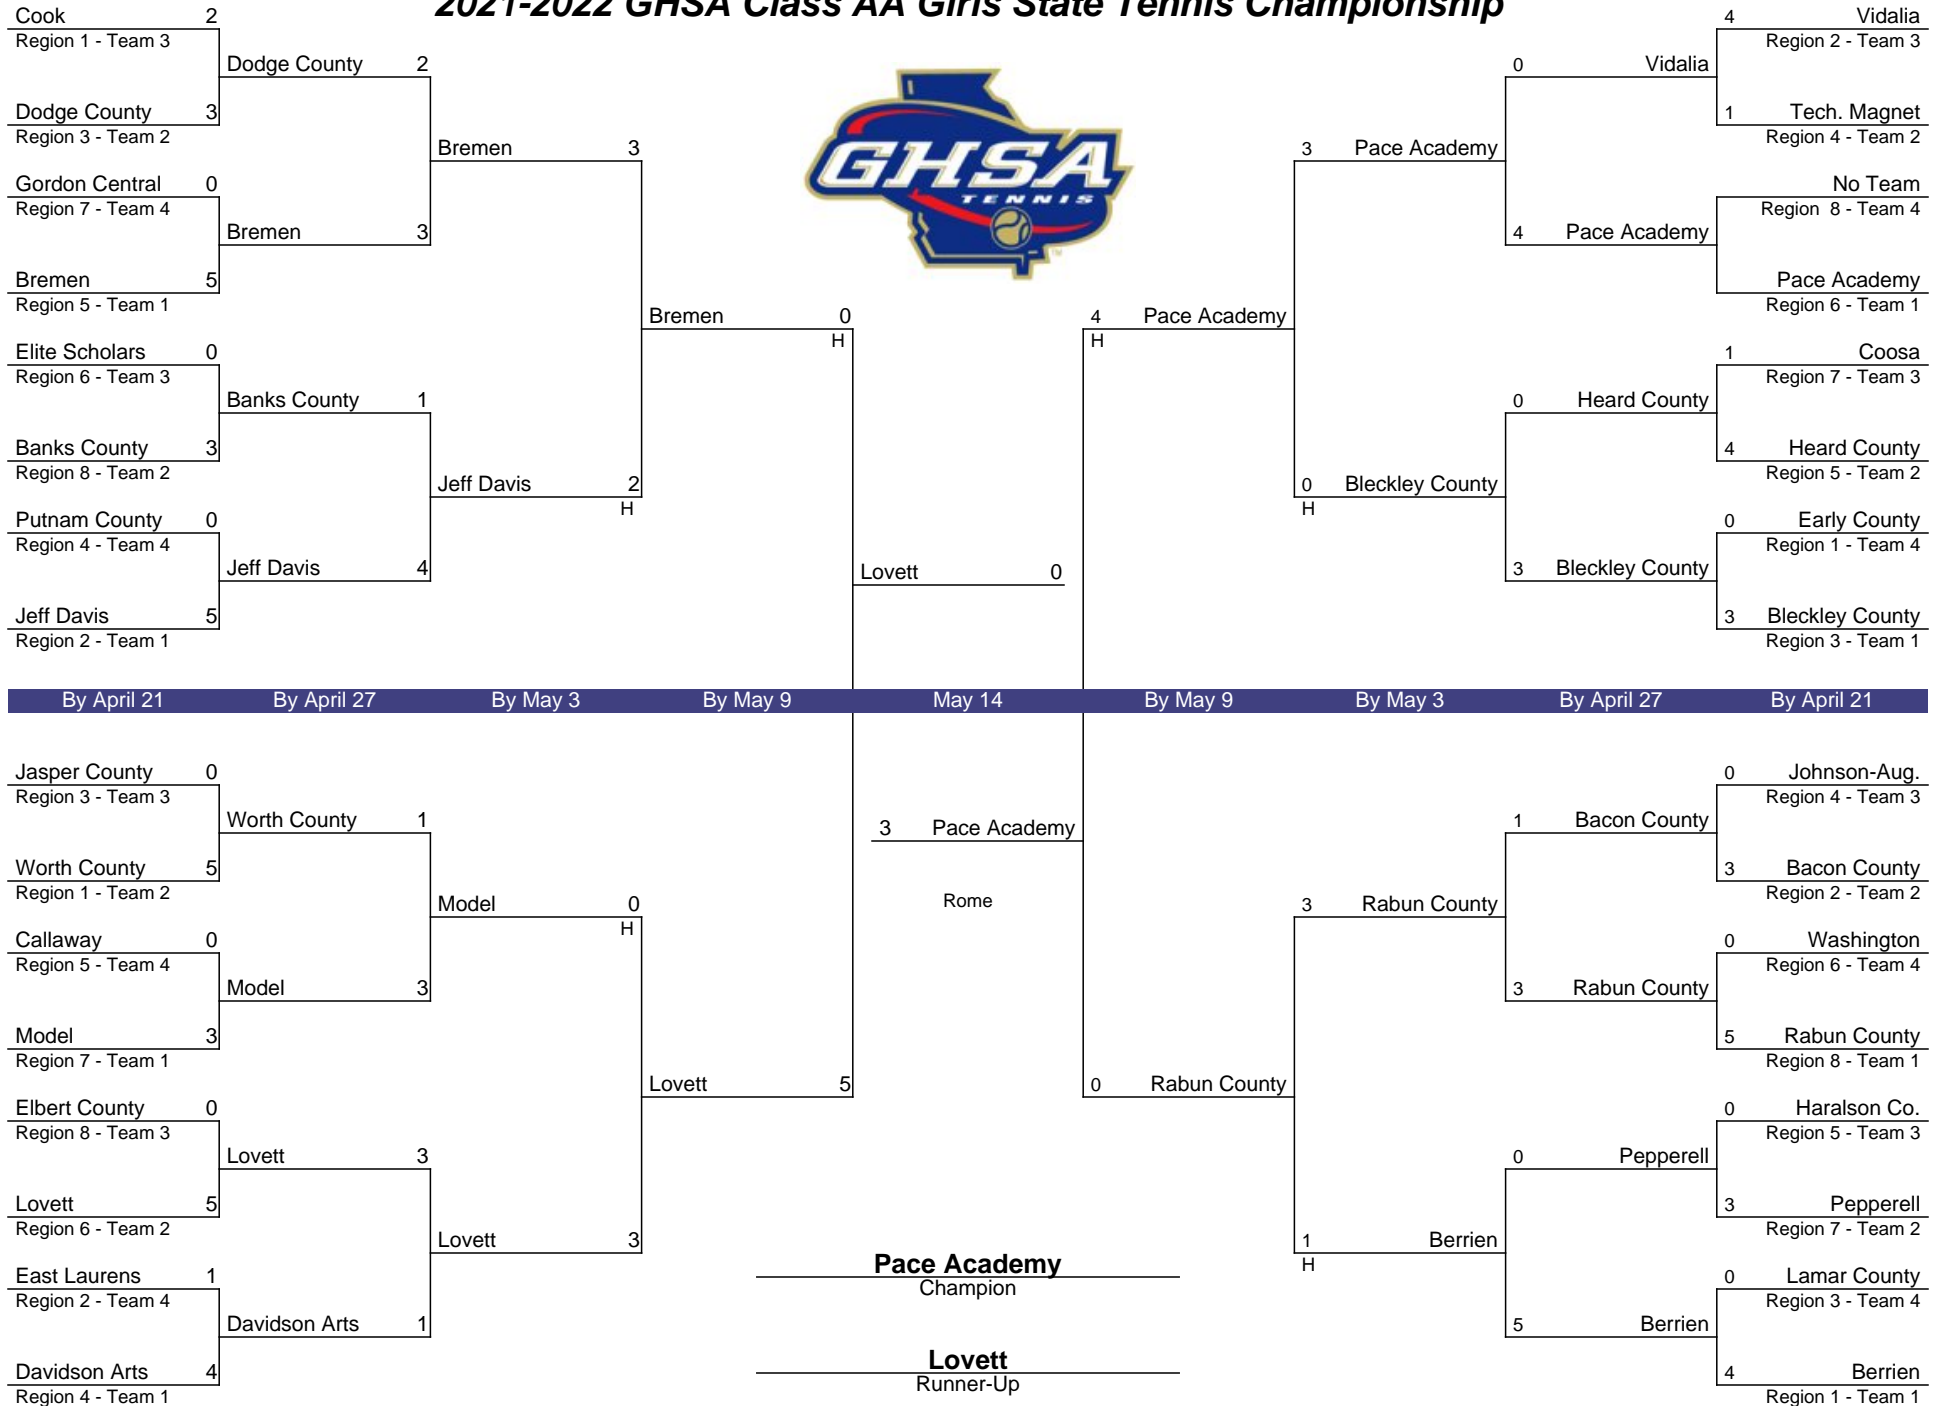 2021-2022 GHSA Class AA Girls State Tennis Championship
Cook 2
Region 1 - Team 3
Dodge County 2
Dodge County 3
Region 3 - Team 2
Bremen 3
Gordon Central 0
Region 7 - Team 4
Bremen 3
Bremen 5
Region 5 - Team 1
Bremen 0
H
Elite Scholars 0
Region 6 - Team 3
Banks County 1
Banks County 3
Region 8 - Team 2
Jeff Davis 2
H
Putnam County 0
Region 4 - Team 4
Jeff Davis 4
Jeff Davis 5
Region 2 - Team 1
Lovett 0
GHSA
TENNIS
TM
4 Vidalia
Region 2 - Team 3
0 Vidalia
1 Tech. Magnet
Region 4 - Team 2
3 Pace Academy
No Team
Region 8 - Team 4
4 Pace Academy
Pace Academy
Region 6 - Team 1
4 Pace Academy
H
1 Coosa
Region 7 - Team 3
0 Heard County
4 Heard County
Region 5 - Team 2
0 Bleckley County
H
0 Early County
Region 1 - Team 4
3 Bleckley County
3 Bleckley County
Region 3 - Team 1
By April 21 By April 27 By May 3 By May 9 May 14 By May 9 By May 3 By April 27 By April 21
Jasper County 0
Region 3 - Team 3
Worth County 1
Worth County 5
Region 1 - Team 2
Model 0
H
Callaway 0
Region 5 - Team 4
Model 3
Model 3
Region 7 - Team 1
Lovett 5
Elbert County 0
Region 8 - Team 3
Lovett 3
Lovett 5
Region 6 - Team 2
Lovett 3
East Laurens 1
Region 2 - Team 4
Davidson Arts 1
Davidson Arts 4
Region 4 - Team 1
3 Pace Academy
Rome
Pace Academy
Champion
Lovett
Runner-Up
0 Johnson-Aug.
Region 4 - Team 3
1 Bacon County
3 Bacon County
Region 2 - Team 2
3 Rabun County
0 Washington
Region 6 - Team 4
3 Rabun County
5 Rabun County
Region 8 - Team 1
0 Rabun County
0 Haralson Co.
Region 5 - Team 3
0 Pepperell
3 Pepperell
Region 7 - Team 2
1 Berrien
H
0 Lamar County
Region 3 - Team 4
5 Berrien
4 Berrien
Region 1 - Team 1